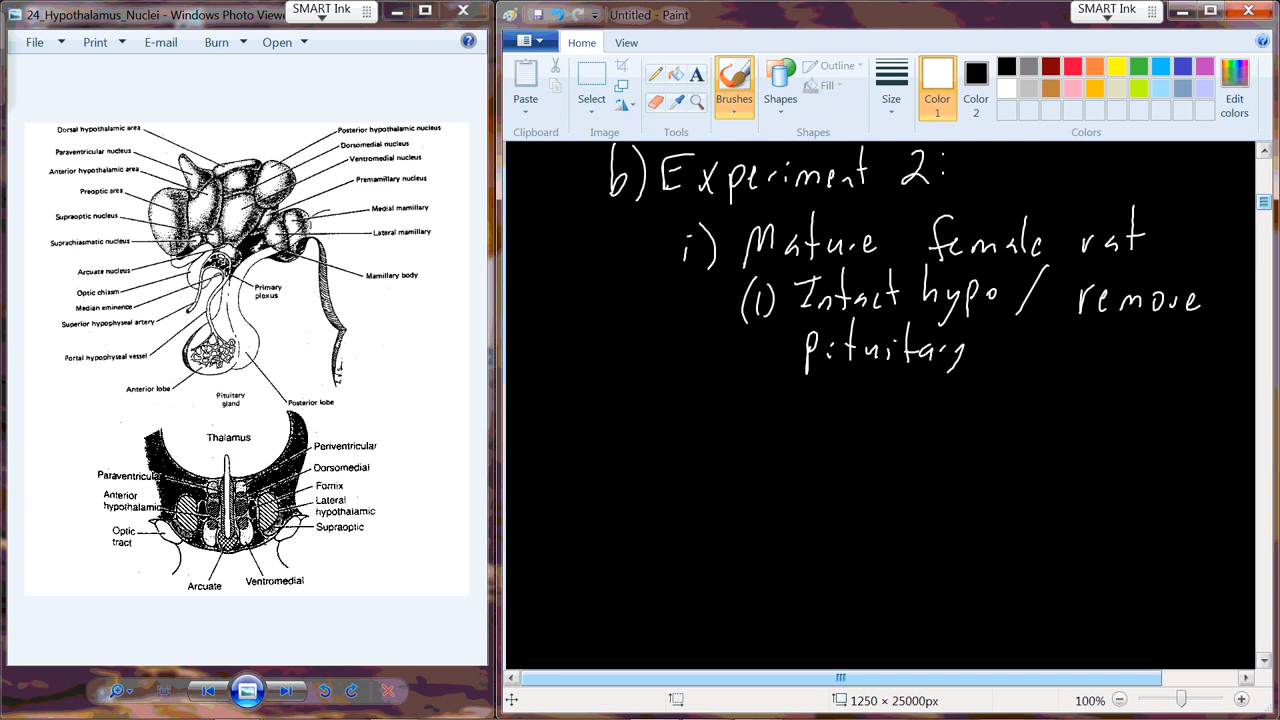 24_Hypothalamus_Nuclei - Windows Photo Viewer
SMART Ink
File Print E-mail Burn Open
Dorsal hypothalamic area
Paraventricular nucleus
Anterior hypothalamic area
Preoptic area
Supraoptic nucleus
Suprachiasmatic nucleus
Arcuate nucleus
Optic chiasm
Median eminence
Superior hypophyseal artery
Portal hypophyseal vessel
Anterior lobe
Posterior hypothalamic nucleus
Dorsomedial nucleus
Ventromedial nucleus
Premamillary nucleus
Medial mamillary
Lateral mamillary
Mamillary body
Primary
plexus
Pituitary
gland
Posterior lobe
Thalamus
Paraventricular
Anterior
hypothalamic
Optic
tract
Arcuate
Periventricular
Dorsomedial
Fornix
Lateral
hypothalamic
Supraoptic
Ventromedial
Untitled - Paint
SMART Ink
Home View
Paste
Clipboard
Select
Image
A
Tools
Brushes
Shapes
Outline
Fill
Shapes
Size
Color
1
Color
2
Edit
colors
Colors
b) Experiment 2:
i) Mature female rat
(1) Intact hypo / remove
pituitary
1250 × 25000px
100%